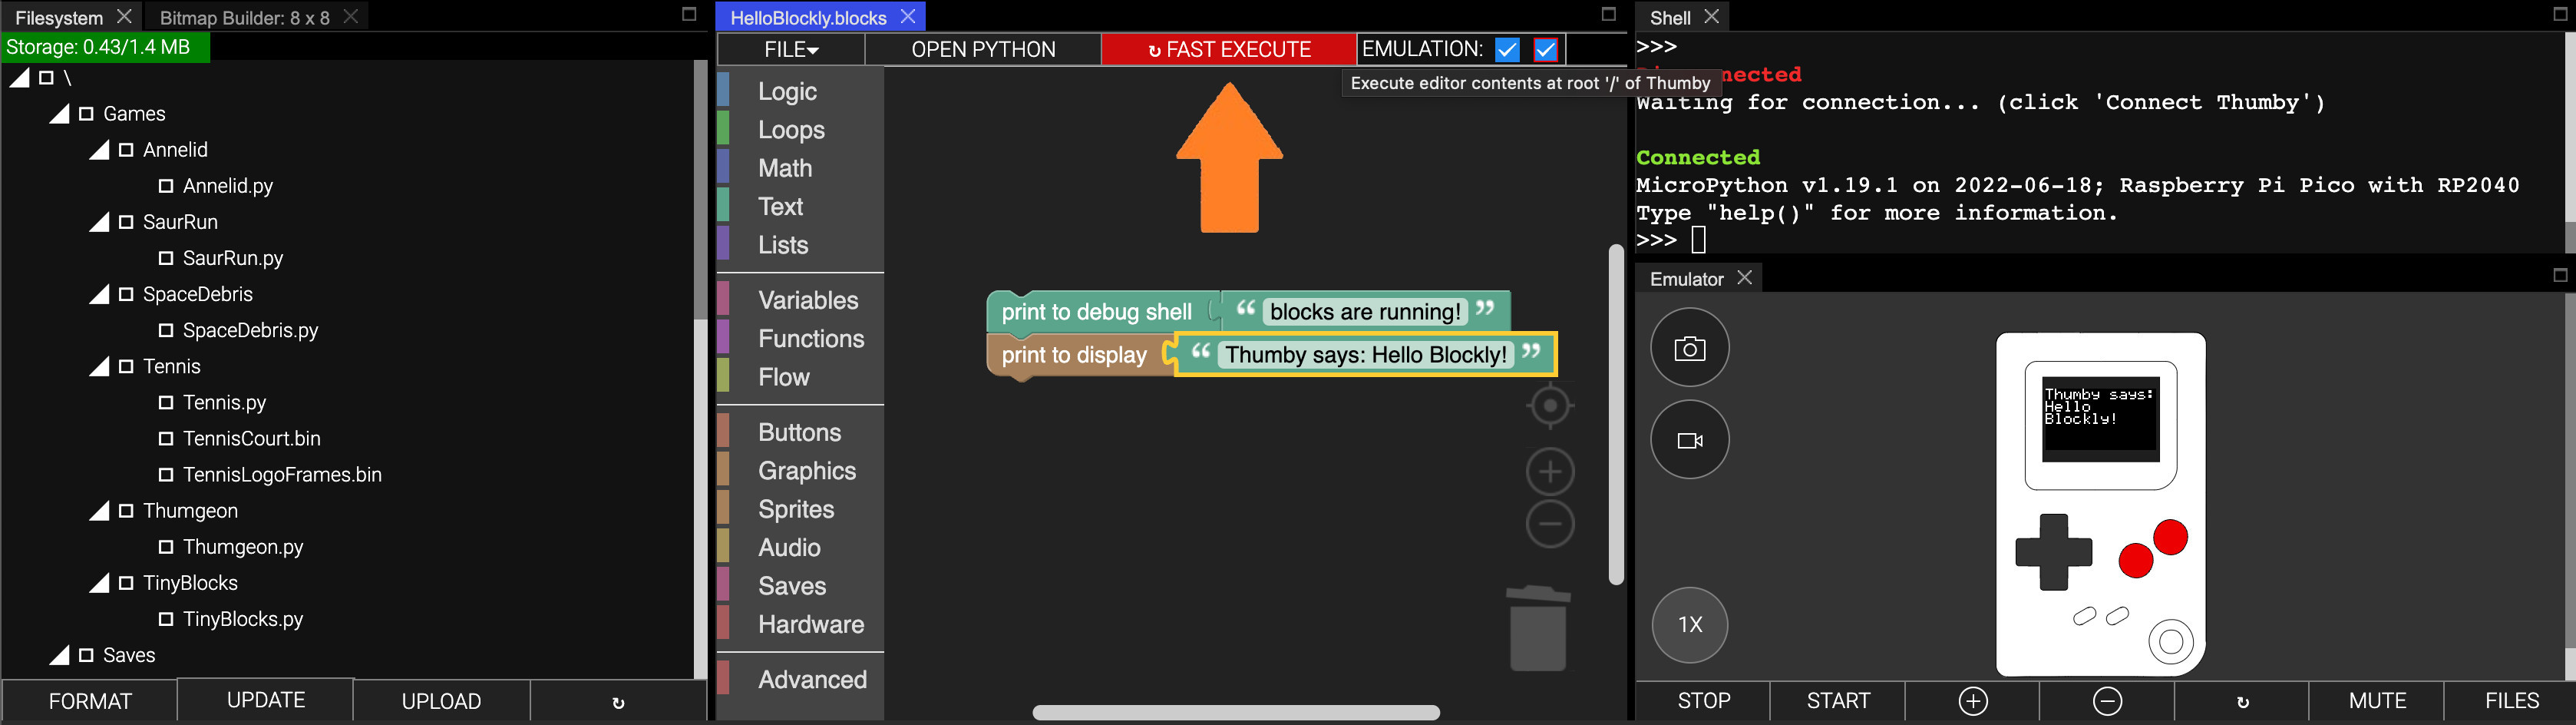 Filesystem
Bitmap Builder: 8 x 8
Storage: 0.43/1.4 MB
\
Games
Annelid
Annelid.py
SaurRun
SaurRun.py
SpaceDebris
SpaceDebris.py
Tennis
Tennis.py
TennisCourt.bin
TennisLogoFrames.bin
Thumgeon
Thumgeon.py
TinyBlocks
TinyBlocks.py
Saves
FORMAT UPDATE UPLOAD ↻
HelloBlockly.blocks
FILE▾ OPEN PYTHON ↻ FAST EXECUTE EMULATION:
Execute editor contents at root '/' of Thumby
Logic
Loops
Math
Text
Lists
Variables
Functions
Flow
Buttons
Graphics
Sprites
Audio
Saves
Hardware
Advanced
print to debug shell “ blocks are running! ”
print to display “ Thumby says: Hello Blockly! ”
Shell
>>>
nected
Waiting for connection... (click 'Connect Thumby')
Connected
MicroPython v1.19.1 on 2022-06-18; Raspberry Pi Pico with RP2040
Type "help()" for more information.
>>>
Emulator
1X
Thumby says:
Hello
Blockly!
STOP START + − ↻ MUTE FILES